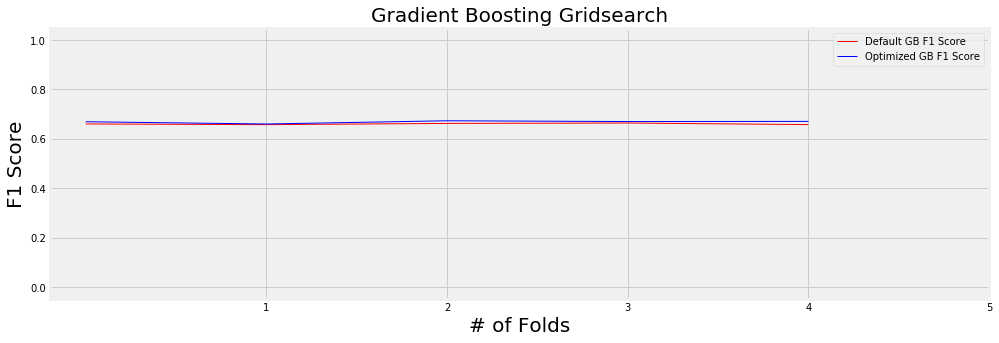 Gradient Boosting Gridsearch
Default GB F1 Score
Optimized GB F1 Score
F1 Score
1.0
0.8
0.6
0.4
0.2
0.0
1 2 3 4 5
# of Folds